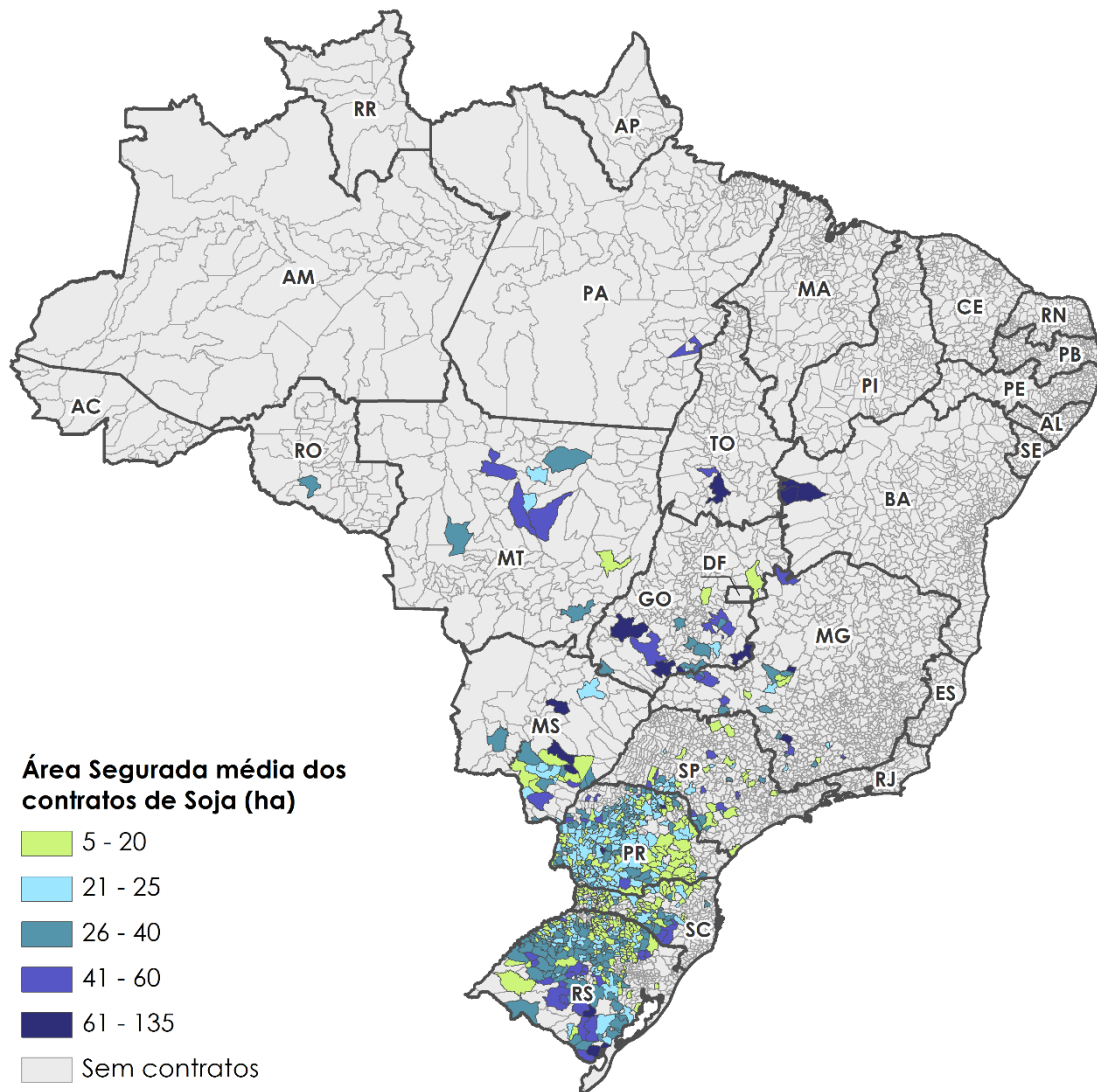 RR
AP
AM
PA
MA
CE
RN
PB
PI
PE
AC
AL
TO
SE
RO
BA
MT
DF
GO
MG
ES
MS
SP
RJ
PR
SC
RS
Área Segurada média dos
contratos de Soja (ha)
5 - 20
21 - 25
26 - 40
41 - 60
61 - 135
Sem contratos